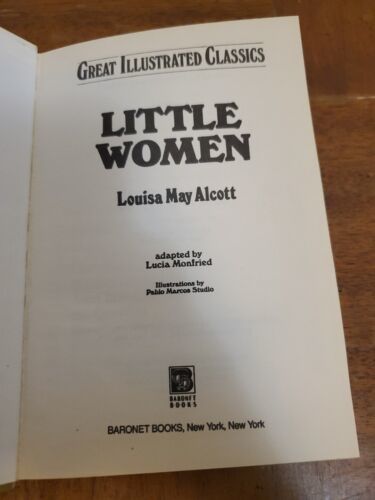 GREAT ILLUSTRATED CLASSICS
LITTLE
WOMEN
Louisa May Alcott
adapted by
Lucia Monfried
Illustrations by
Pablo Marcos Studio
B
BARONET
BOOKS
BARONET BOOKS, New York, New York